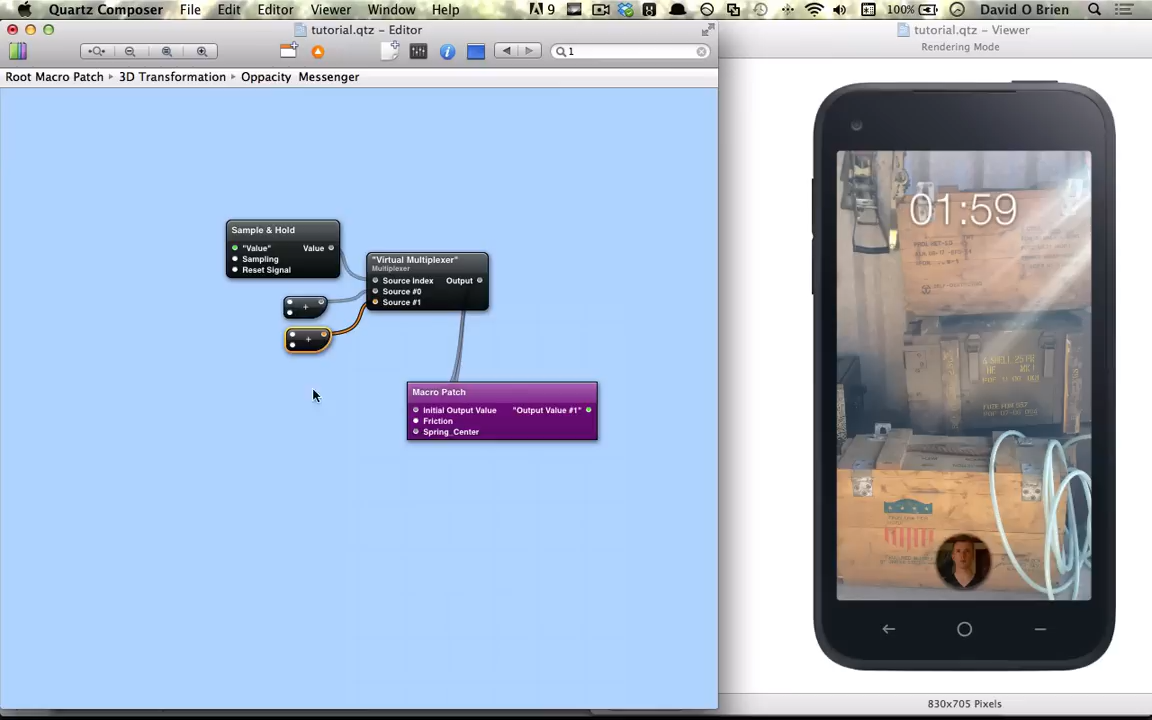 Quartz Composer File Edit Editor Viewer Window Help 9 100% David O Brien
tutorial.qtz – Editor
1
Root Macro Patch 3D Transformation Oppacity Messenger
Sample & Hold
"Value" Value
Sampling
Reset Signal
"Virtual Multiplexer"
Multiplexer
Source Index Output
Source #0
Source #1
+
+
Macro Patch
Initial Output Value "Output Value #1"
Friction
Spring_Center
tutorial.qtz – Viewer
Rendering Mode
01:59
830x705 Pixels